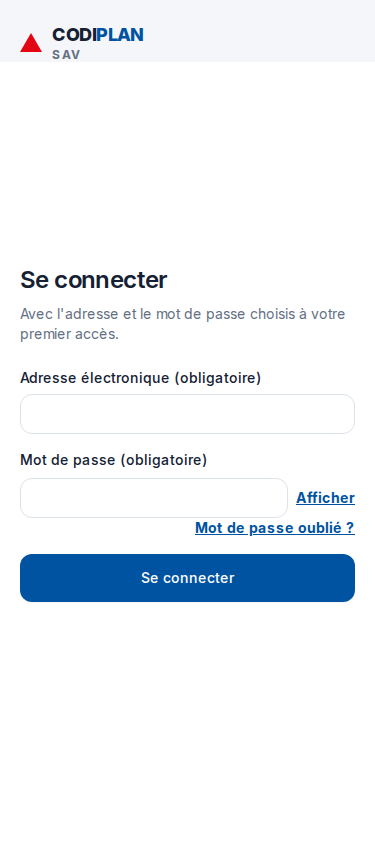 CODIPLAN
SAV
Se connecter
Avec l'adresse et le mot de passe choisis à votre
premier accès.
Adresse électronique (obligatoire)
Mot de passe (obligatoire)
Afficher
Mot de passe oublié ?
Se connecter